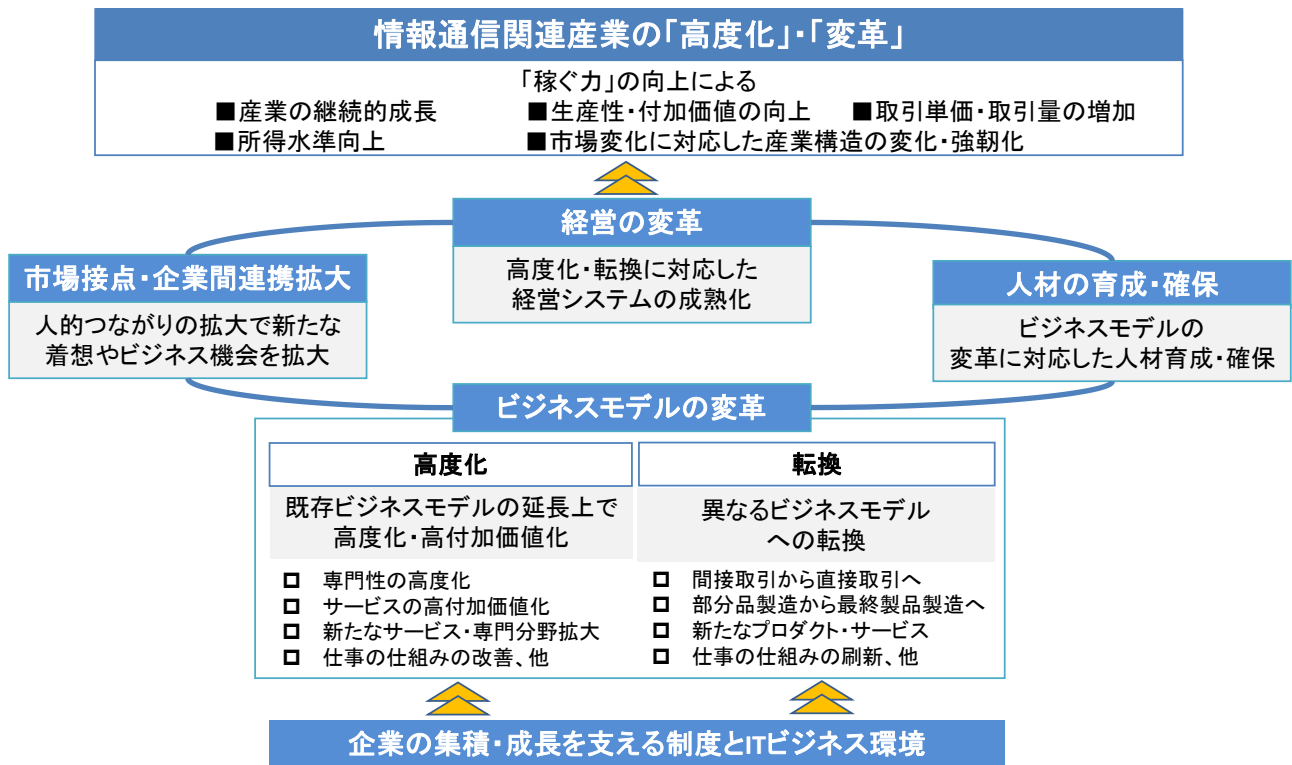 情報通信関連産業の「高度化」・「変革」
「稼ぐ力」の向上による
■産業の継続的成長 ■生産性・付加価値の向上 ■取引単価・取引量の増加
■所得水準向上 ■市場変化に対応した産業構造の変化・強靭化
経営の変革
高度化・転換に対応した
経営システムの成熟化
市場接点・企業間連携拡大
人的つながりの拡大で新たな
着想やビジネス機会を拡大
人材の育成・確保
ビジネスモデルの
変革に対応した人材育成・確保
ビジネスモデルの変革
高度化
既存ビジネスモデルの延長上で
高度化・高付加価値化
専門性の高度化
サービスの高付加価値化
新たなサービス・専門分野拡大
仕事の仕組みの改善、他
転換
異なるビジネスモデル
への転換
間接取引から直接取引へ
部分品製造から最終製品製造へ
新たなプロダクト・サービス
仕事の仕組みの刷新、他
企業の集積・成長を支える制度とITビジネス環境